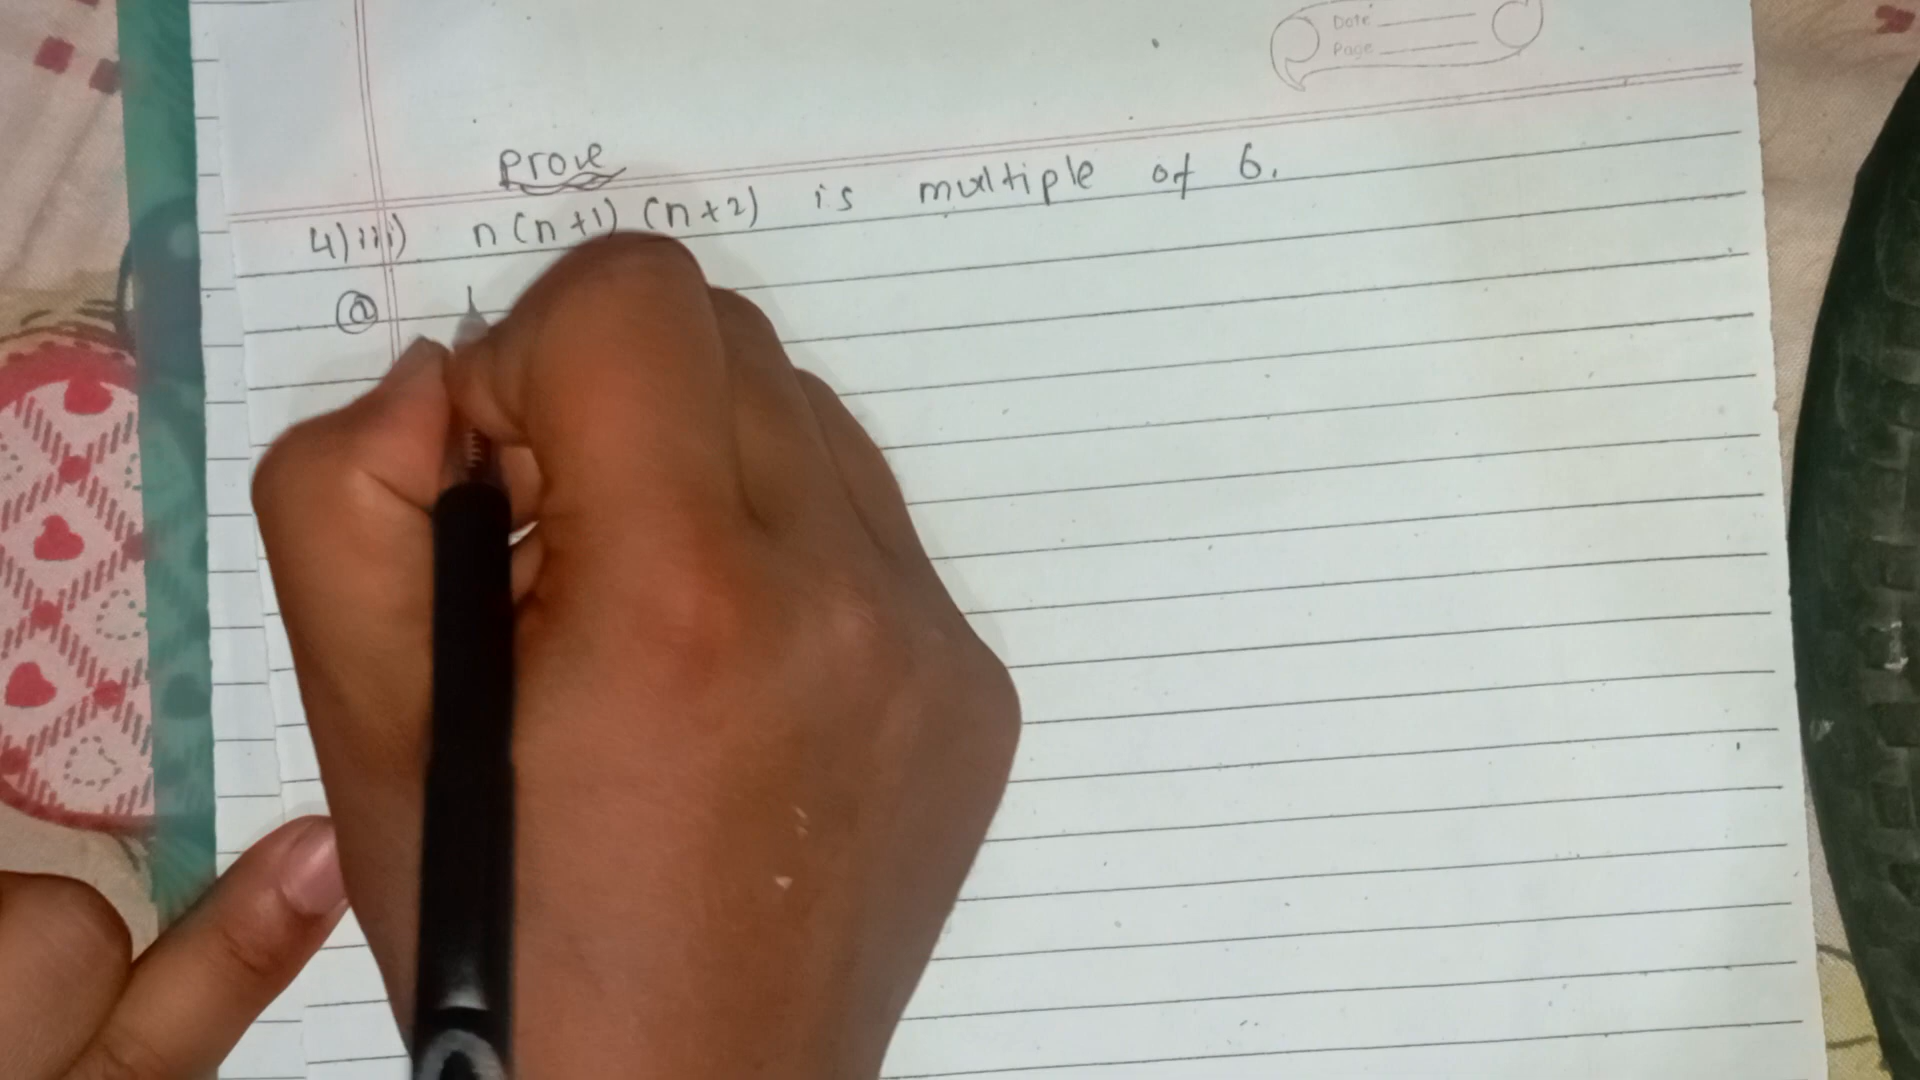 Date
Page
Prove
4)iii) n(n+1) (n+2) is multiple of 6.
ⓐ